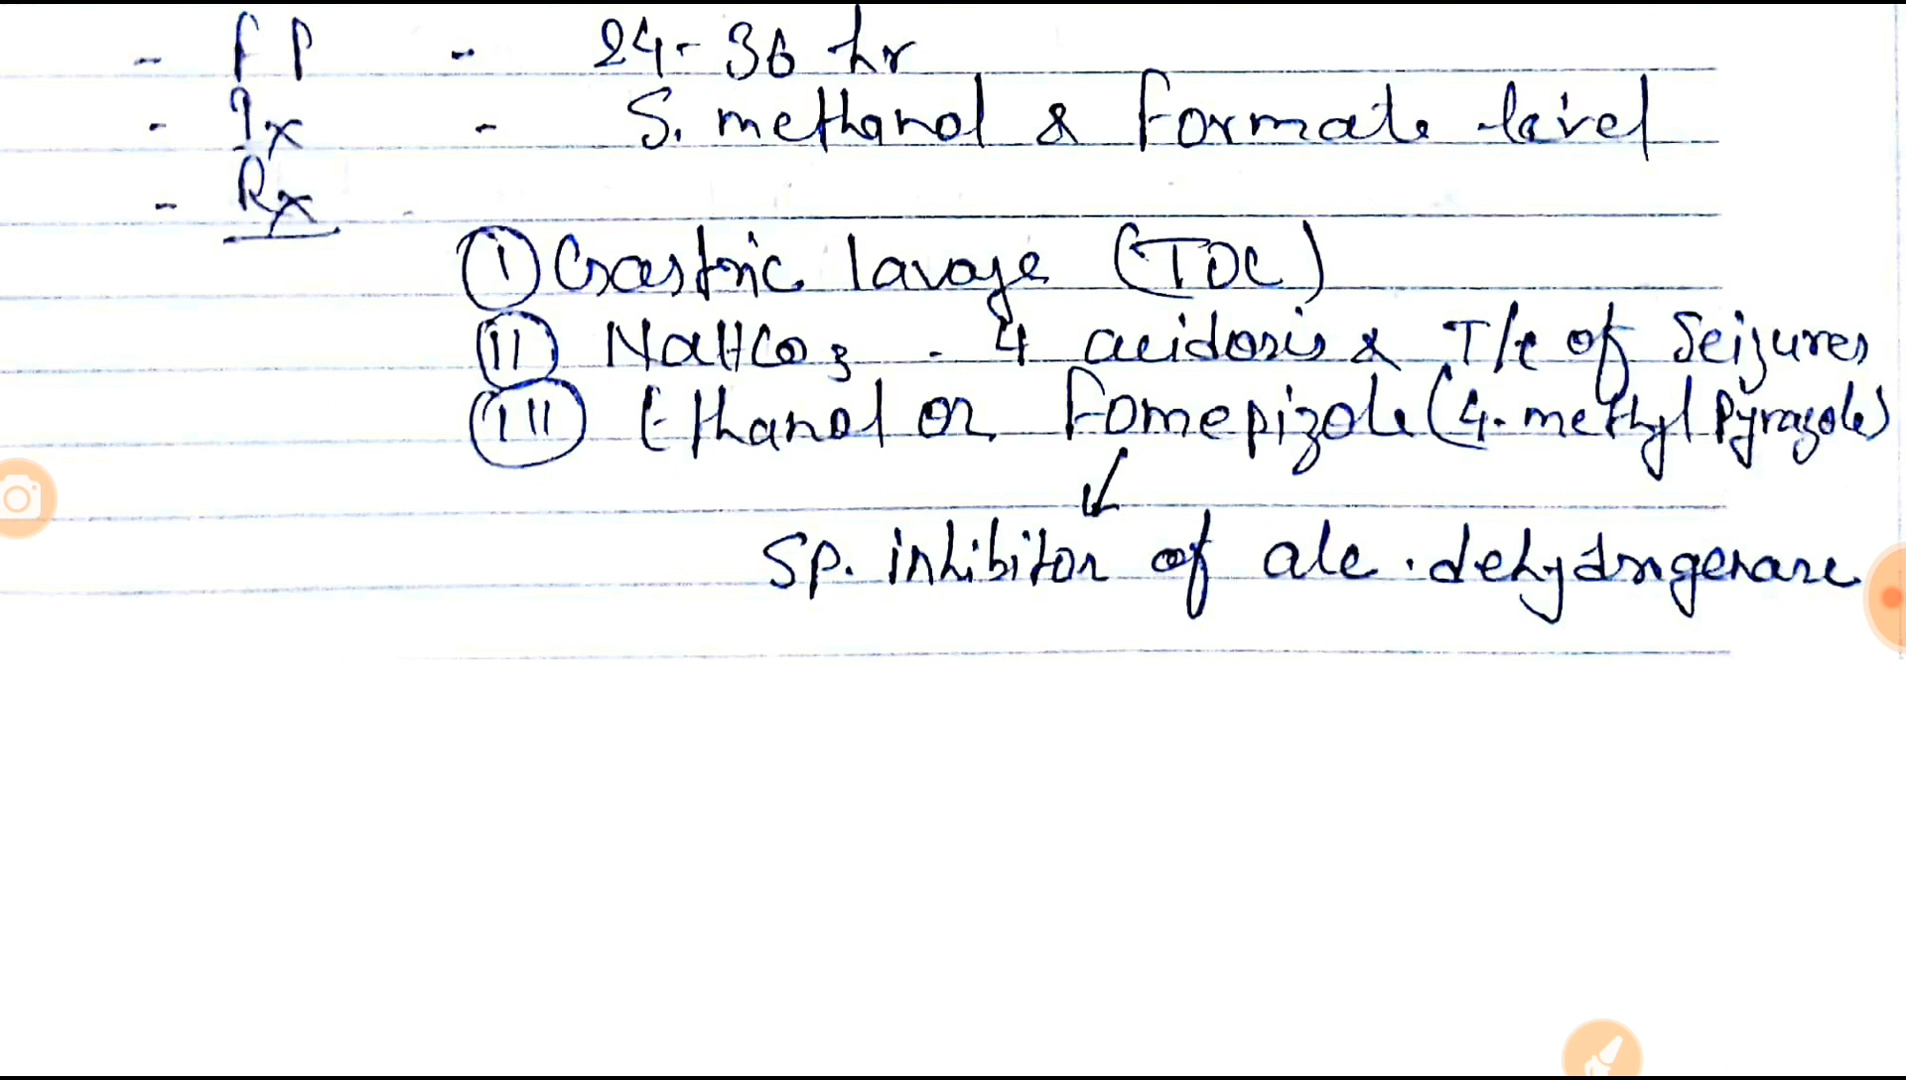 - FP - 24-36 hr
- Ix - S. methanol & Formate level
- Rx -
(I) Gastric lavage (TOC)
(II) NaHCO3 - 4 acidosis & T/t of Seizures
(III) Ethanol or Fomepizole (4-methyl Pyrazole)
↓
Sp. inhibitor of alc. dehydrogenase